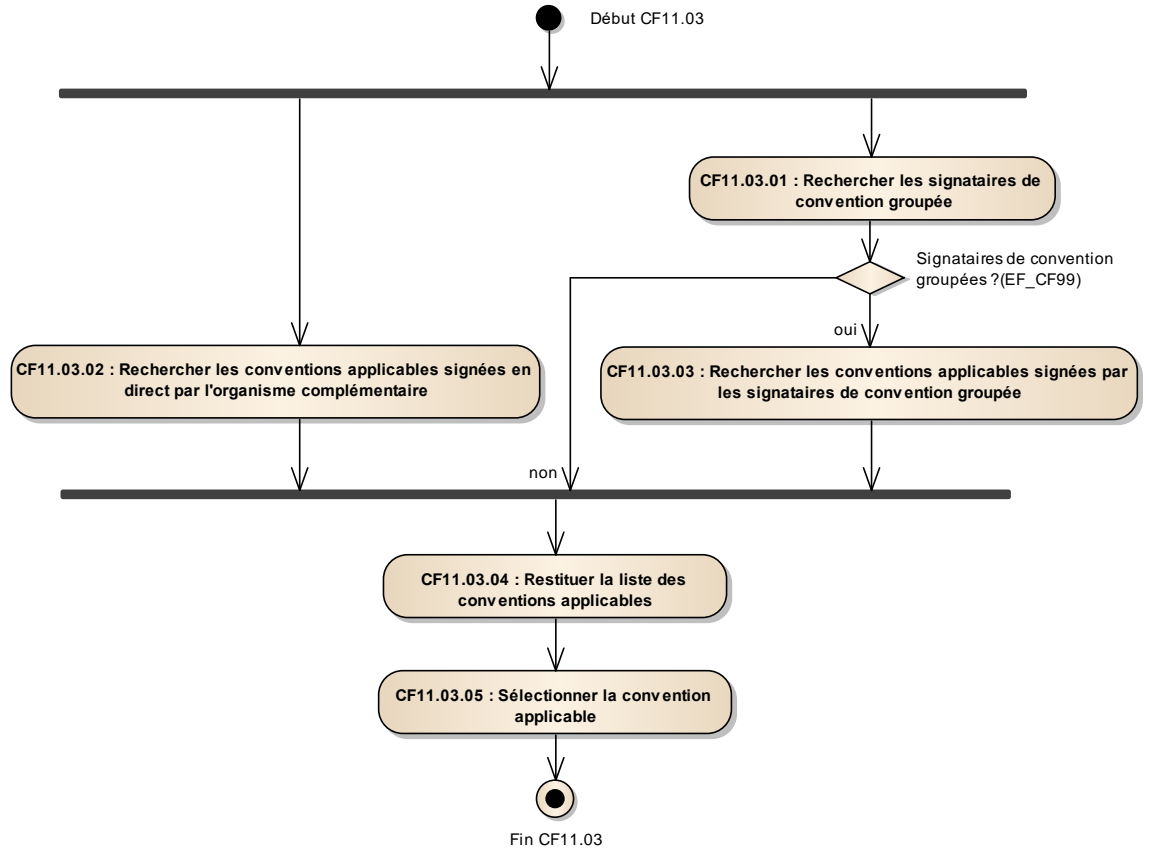 Début CF11.03
CF11.03.01 : Rechercher les signataires de
convention groupée
Signataires de convention
groupées ?(EF_CF99)
oui
CF11.03.02 : Rechercher les conventions applicables signées en
direct par l'organisme complémentaire
CF11.03.03 : Rechercher les conventions applicables signées par
les signataires de convention groupée
non
CF11.03.04 : Restituer la liste des
conventions applicables
CF11.03.05 : Sélectionner la convention
applicable
Fin CF11.03